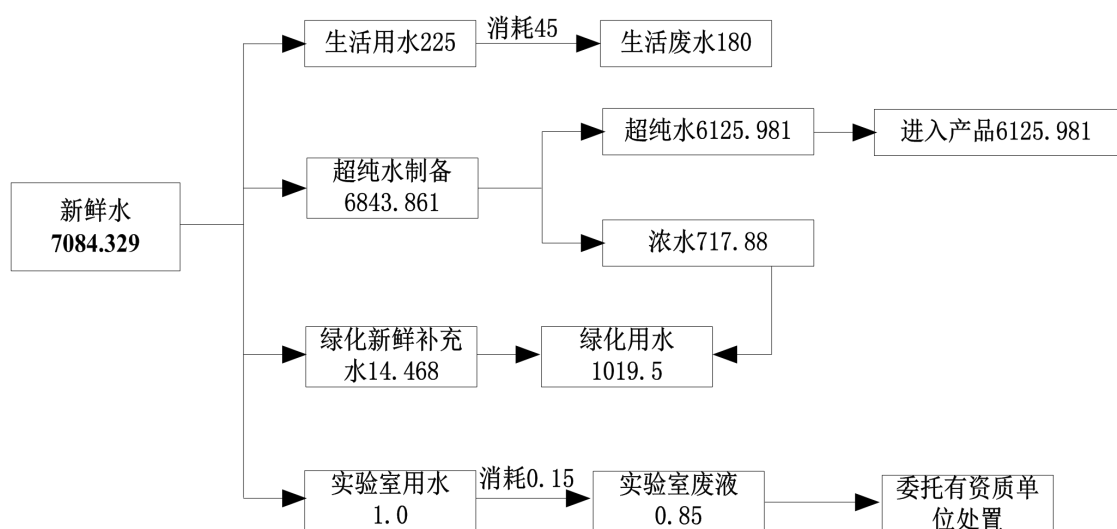 生活用水225
消耗45
生活废水180
超纯水6125.981
进入产品6125.981
超纯水制备
6843.861
新鲜水
7084.329
浓水717.88
绿化新鲜补充
水14.468
绿化用水
1019.5
实验室用水
1.0
消耗0.15
实验室废液
0.85
委托有资质单
位处置